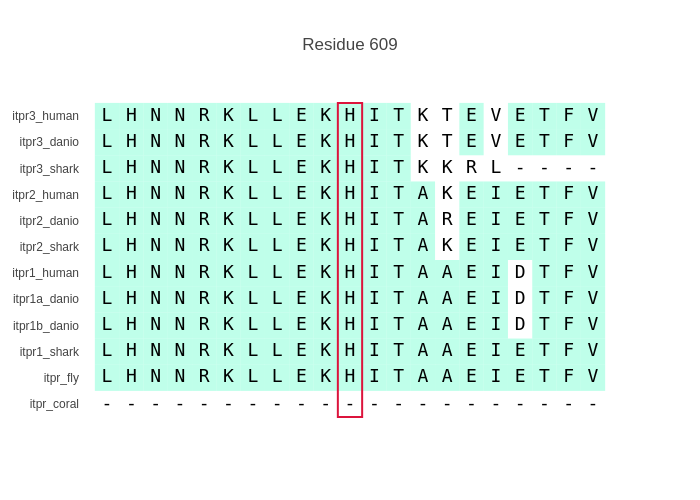 Residue 609
itpr3_human L H N N R K L L E K H I T K T E V E T F V
itpr3_danio L H N N R K L L E K H I T K T E V E T F V
itpr3_shark L H N N R K L L E K H I T K K R L - - - -
itpr2_human L H N N R K L L E K H I T A K E I E T F V
itpr2_danio L H N N R K L L E K H I T A R E I E T F V
itpr2_shark L H N N R K L L E K H I T A K E I E T F V
itpr1_human L H N N R K L L E K H I T A A E I D T F V
itpr1a_danio L H N N R K L L E K H I T A A E I D T F V
itpr1b_danio L H N N R K L L E K H I T A A E I D T F V
itpr1_shark L H N N R K L L E K H I T A A E I E T F V
itpr_fly L H N N R K L L E K H I T A A E I E T F V
itpr_coral - - - - - - - - - - - - - - - - - - - - -